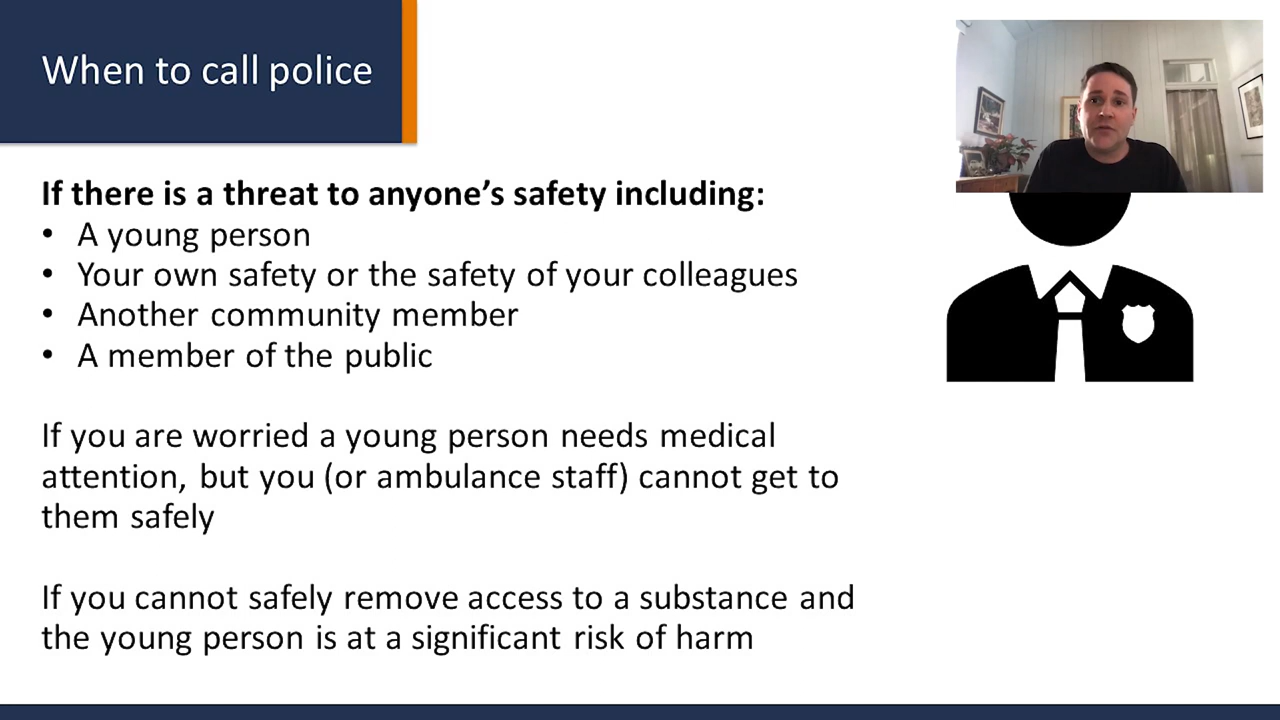 When to call police
If there is a threat to anyone’s safety including:
• A young person
• Your own safety or the safety of your colleagues
• Another community member
• A member of the public
If you are worried a young person needs medical
attention, but you (or ambulance staff) cannot get to
them safely
If you cannot safely remove access to a substance and
the young person is at a significant risk of harm